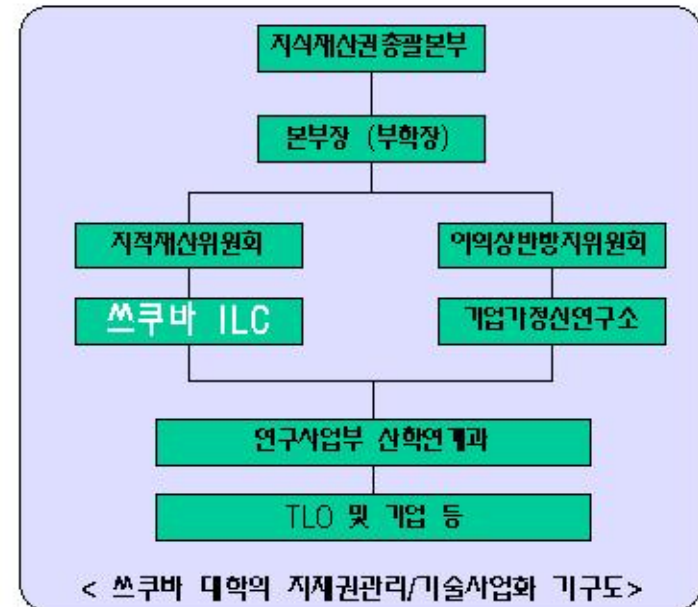 지식재산권총괄본부
본부장 (부학장)
지적재산위원회
이익상반방지위원회
쓰쿠바 ILC
기업가정신연구소
연구사업부 산학연계과
TLO 및 기업 등
< 쓰쿠바 대학의 지재권관리/기술사업화 기구도>